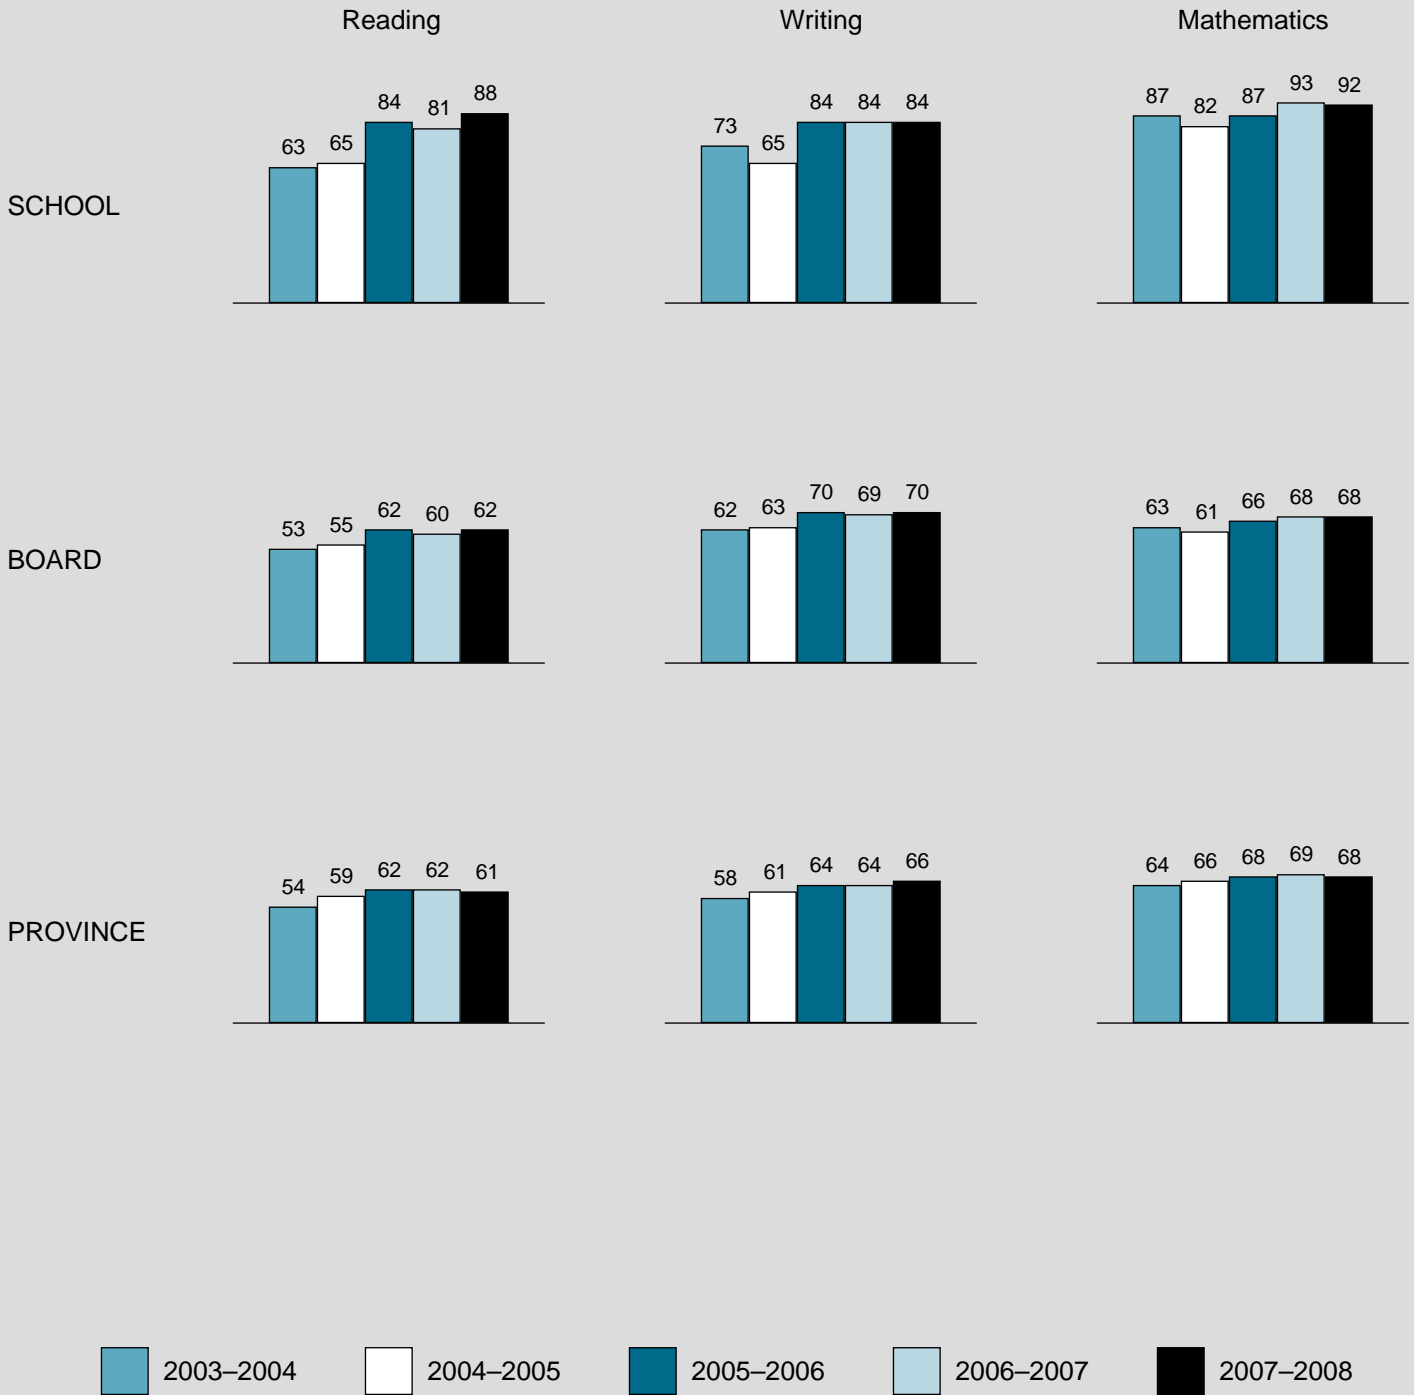 Reading Writing Mathematics
SCHOOL
63 65 84 81 88
73 65 84 84 84
87 82 87 93 92
BOARD
53 55 62 60 62
62 63 70 69 70
63 61 66 68 68
PROVINCE
54 59 62 62 61
58 61 64 64 66
64 66 68 69 68
2003–2004 2004–2005 2005–2006 2006–2007 2007–2008